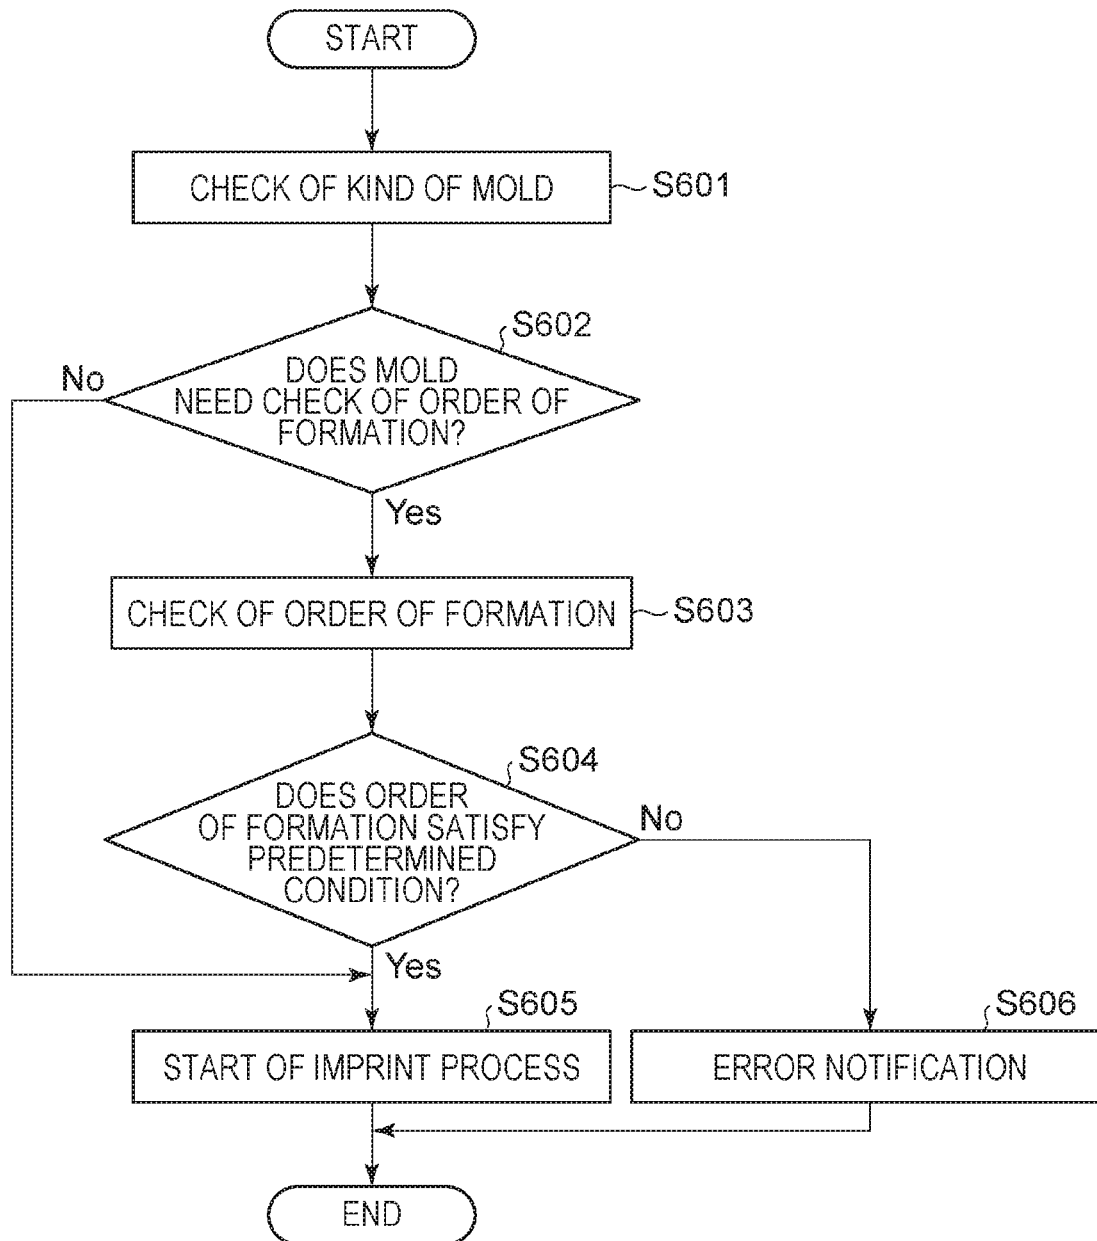 START
CHECK OF KIND OF MOLD
S601
S602
DOES MOLD
NEED CHECK OF ORDER OF
FORMATION?
No
Yes
CHECK OF ORDER OF FORMATION
S603
S604
DOES ORDER
OF FORMATION SATISFY
PREDETERMINED
CONDITION?
No
Yes
S605
START OF IMPRINT PROCESS
S606
ERROR NOTIFICATION
END